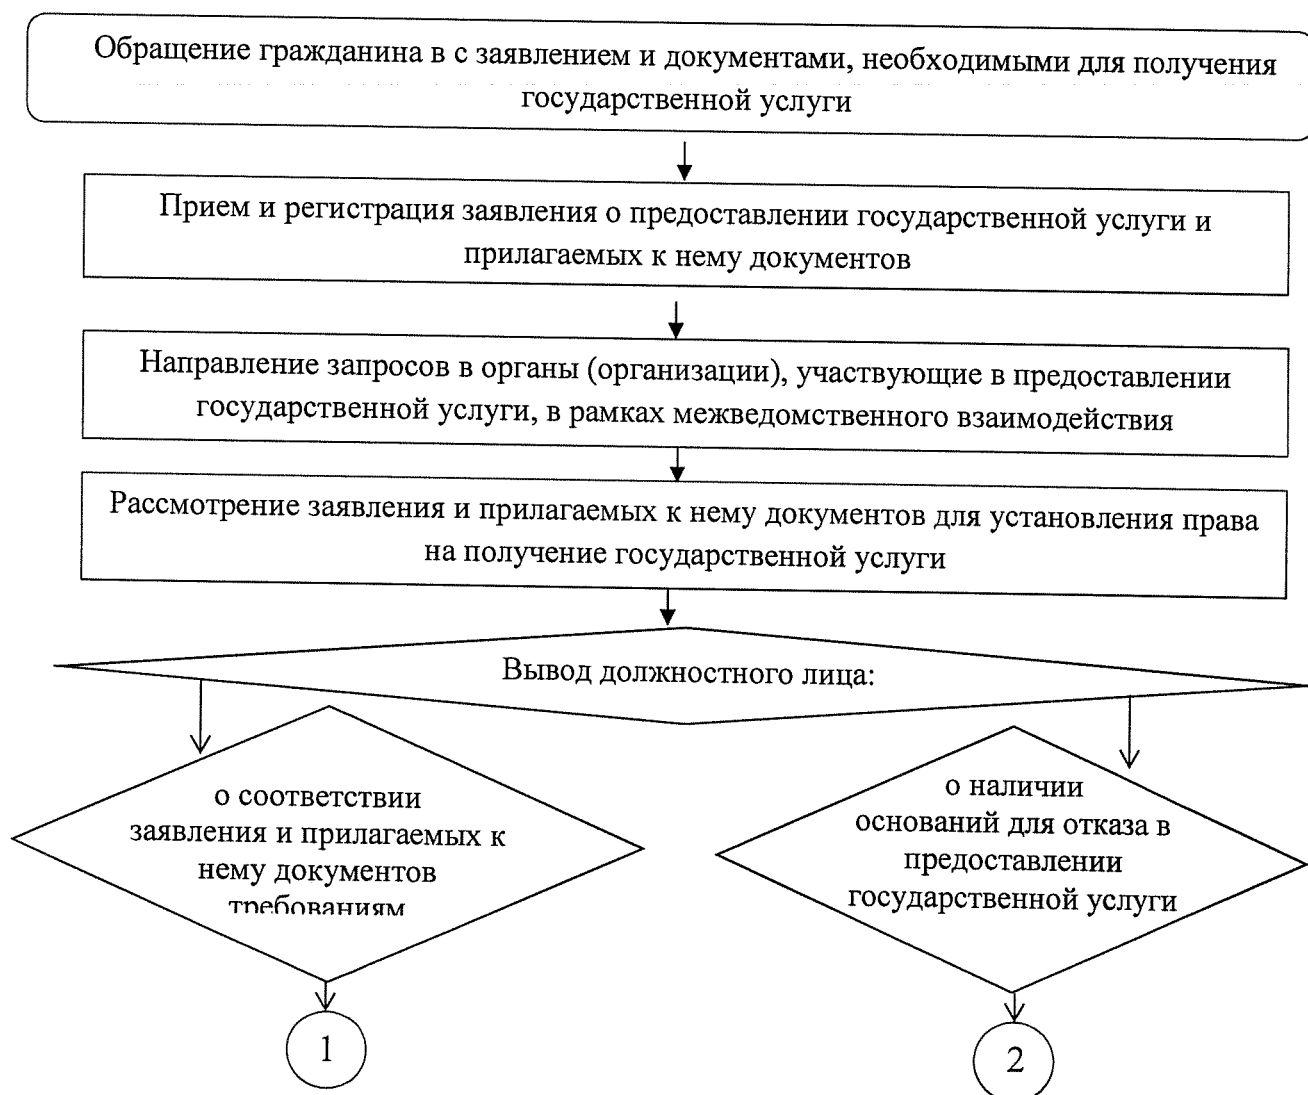 Обращение гражданина в с заявлением и документами, необходимыми для получения
государственной услуги
Прием и регистрация заявления о предоставлении государственной услуги и
прилагаемых к нему документов
Направление запросов в органы (организации), участвующие в предоставлении
государственной услуги, в рамках межведомственного взаимодействия
Рассмотрение заявления и прилагаемых к нему документов для установления права
на получение государственной услуги
Вывод должностного лица:
о соответствии
заявления и прилагаемых к
нему документов
требованиям
о наличии
оснований для отказа в
предоставлении
государственной услуги
1
2